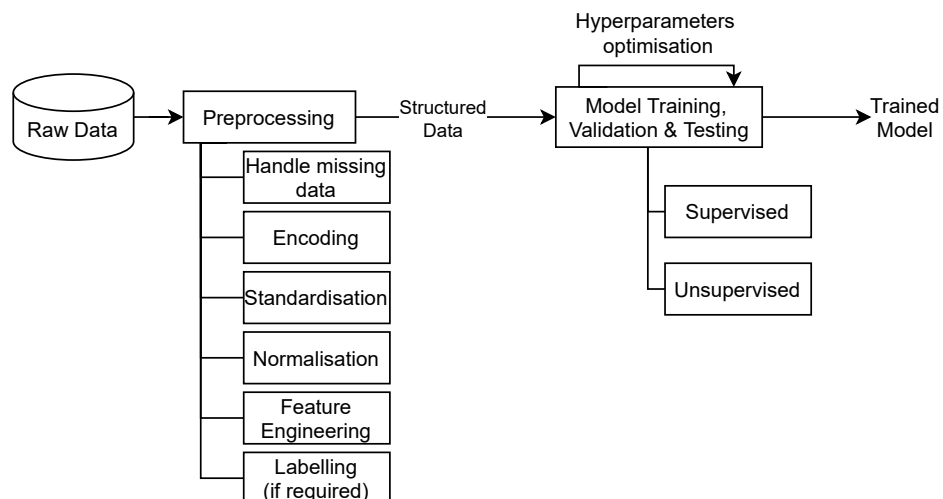 Hyperparameters
optimisation
Raw Data
Preprocessing
Structured
Data
Model Training,
Validation & Testing
Trained
Model
Handle missing
data
Encoding
Standardisation
Normalisation
Feature
Engineering
Labelling
(if required)
Supervised
Unsupervised